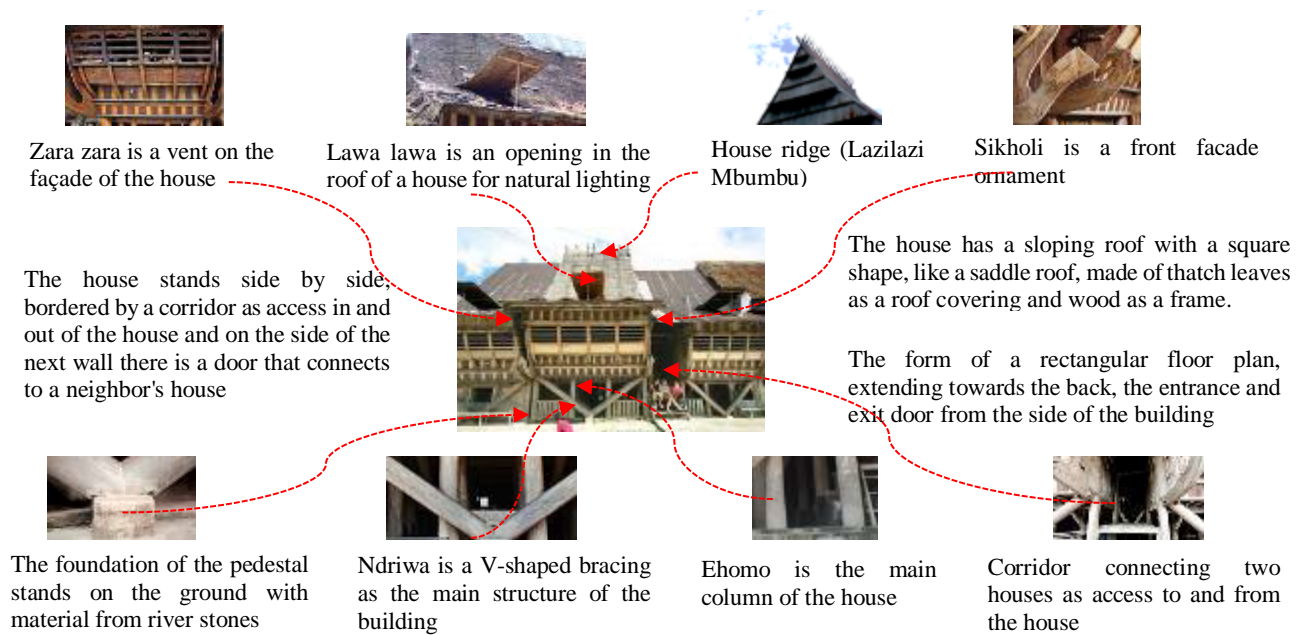 Zara zara is a vent on the
façade of the house
Lawa lawa is an opening in the
roof of a house for natural lighting
House ridge (Lazilazi
Mbumbu)
Sikholi is a front facade
ornament
The house stands side by side,
bordered by a corridor as access in and
out of the house and on the side of the
next wall there is a door that connects
to a neighbor's house
The house has a sloping roof with a square
shape, like a saddle roof, made of thatch leaves
as a roof covering and wood as a frame.
The form of a rectangular floor plan,
extending towards the back, the entrance and
exit door from the side of the building
The foundation of the pedestal
stands on the ground with
material from river stones
Ndriwa is a V-shaped bracing
as the main structure of the
building
Ehomo is the main
column of the house
Corridor connecting two
houses as access to and from
the house